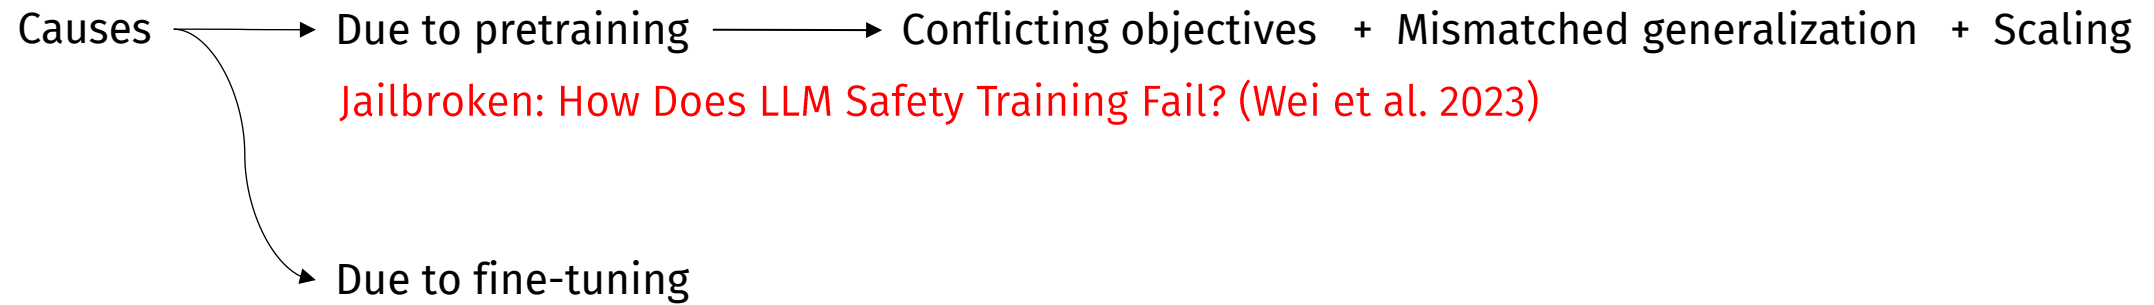 Causes Due to pretraining Conflicting objectives + Mismatched generalization + Scaling
Jailbroken: How Does LLM Safety Training Fail? (Wei et al. 2023)
Due to fine-tuning